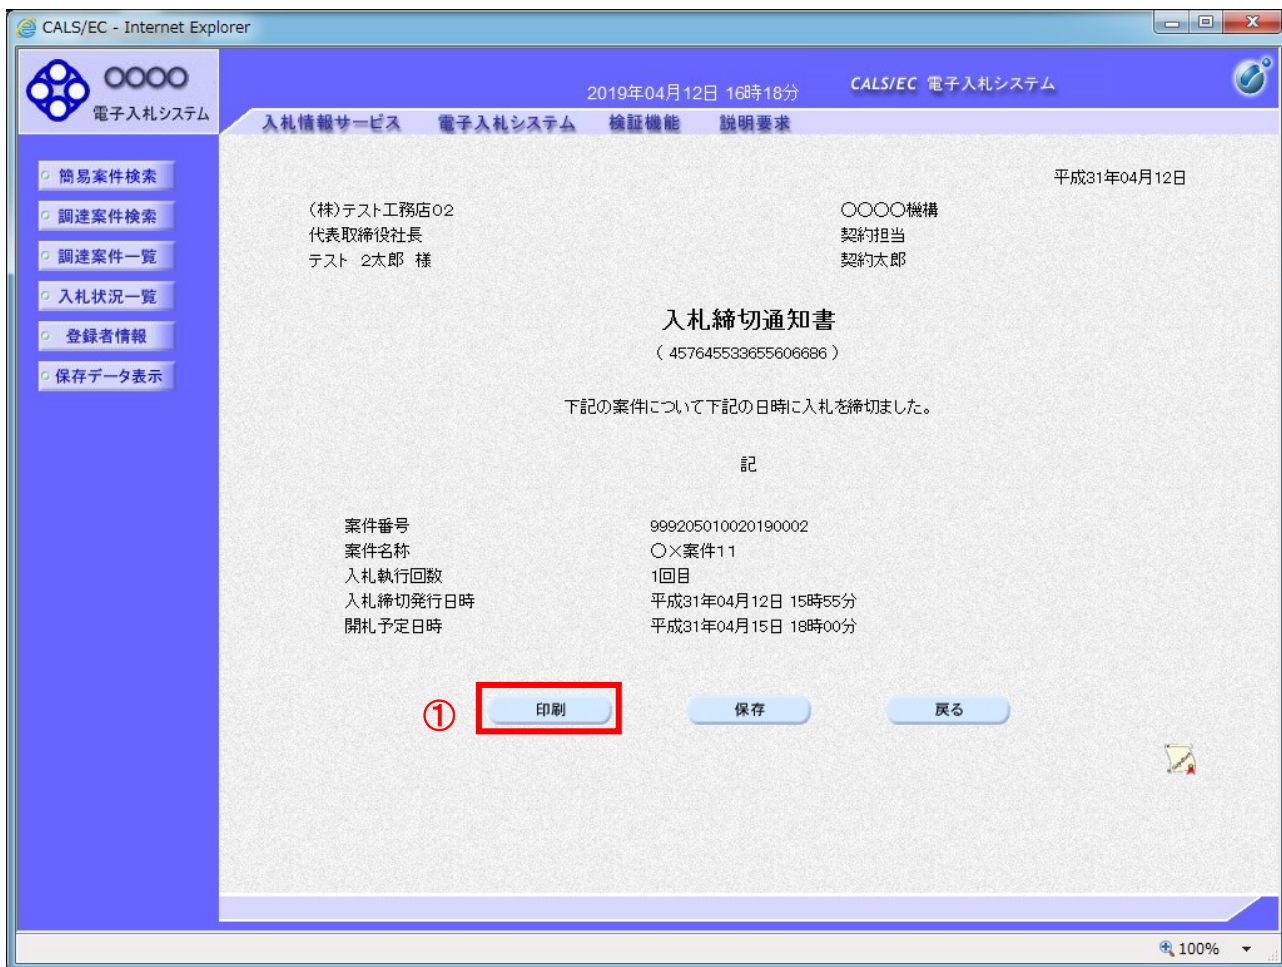 CALS/EC - Internet Explorer
○○○○
電子入札システム
2019年04月12日 16時18分
CALS/EC 電子入札システム
入札情報サービス 電子入札システム 検証機能 説明要求
簡易案件検索
調達案件検索
調達案件一覧
入札状況一覧
登録者情報
保存データ表示
平成31年04月12日
(株)テスト工務店02
代表取締役社長
テスト 2太郎 様
○○○○機構
契約担当
契約太郎
入札締切通知書
( 457645533655606686 )
下記の案件について下記の日時に入札を締切ました。
記
案件番号 999205010020190002
案件名称 ○×案件11
入札執行回数 1回目
入札締切発行日時 平成31年04月12日 15時55分
開札予定日時 平成31年04月15日 18時00分
① 印刷 保存 戻る
100%